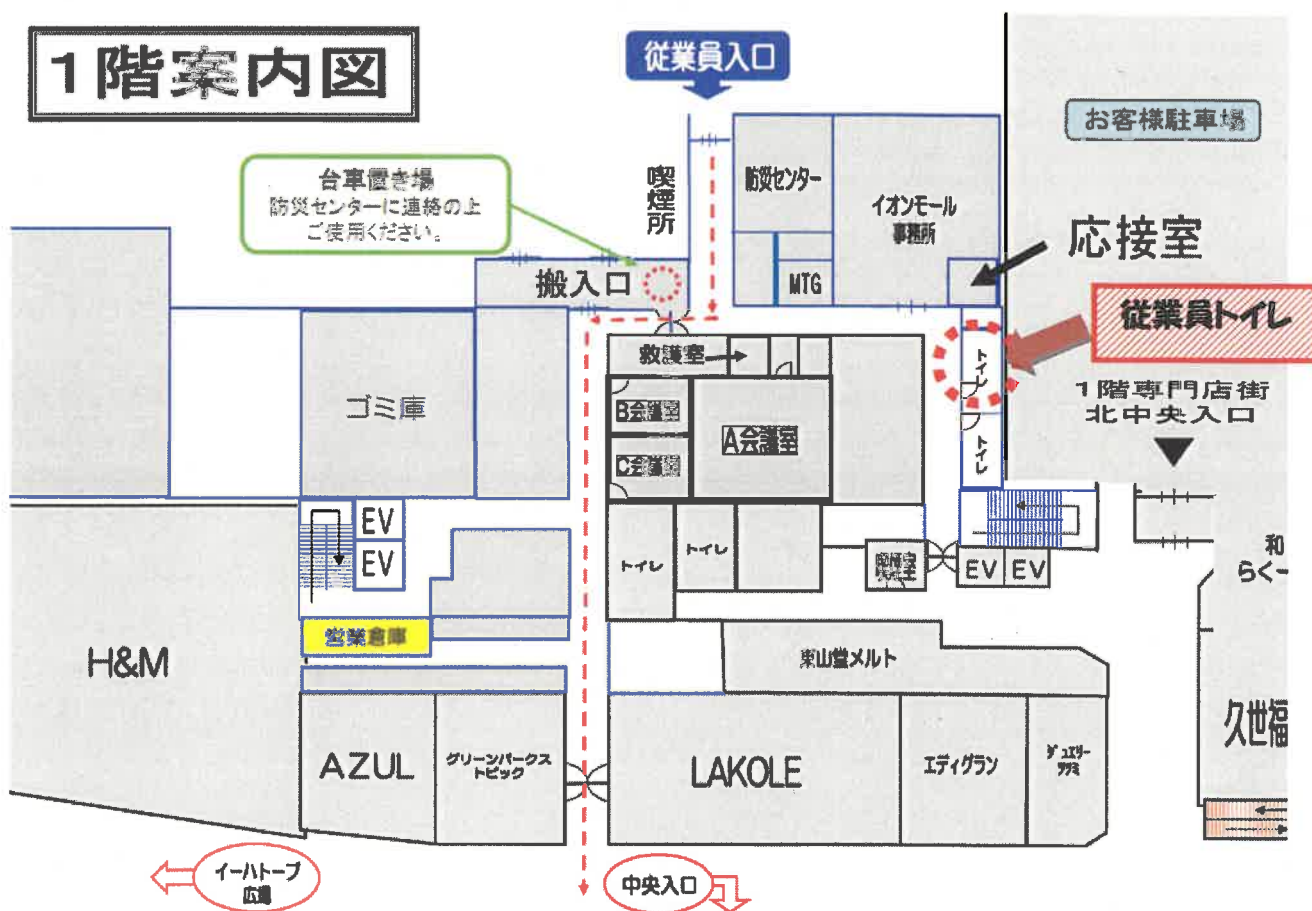 1階案内図
従業員入口
お客様駐車場
台車置き場
防災センターに連絡の上
ご使用ください。
喫煙所
防災センター
イオンモール
事務所
応接室
搬入口
MTG
従業員トイレ
救護室
トイレ
1階専門店街
北中央入口
ゴミ庫
B会議室
A会議室
C会議室
トイレ
EV
EV
トイレ
トイレ
EV
EV
和
らくー
営業倉庫
H&M
東山堂メルト
久世福
AZUL
グリーンパークス
トピック
LAKOLE
エディグラン
ジュエリー
イーハトーブ
広場
中央入口